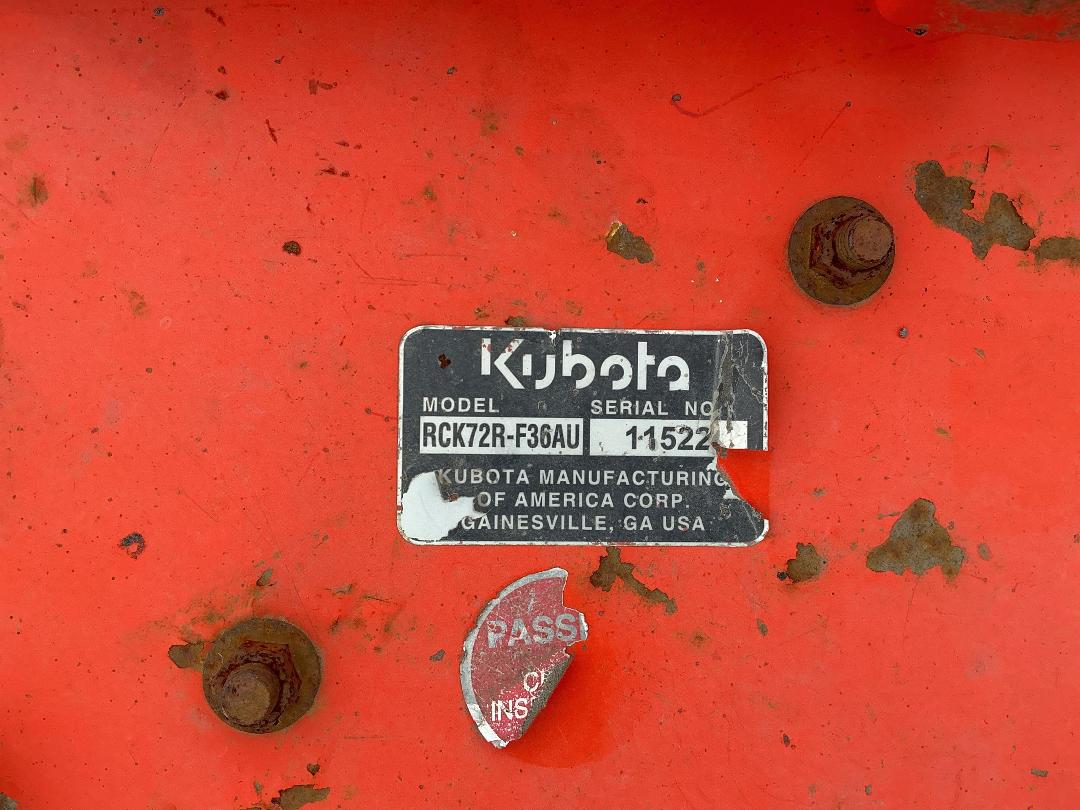 Kubota
MODEL SERIAL NO.
RCK72R-F36AU 11522
KUBOTA MANUFACTURING
OF AMERICA CORP.
GAINESVILLE, GA USA
PASS